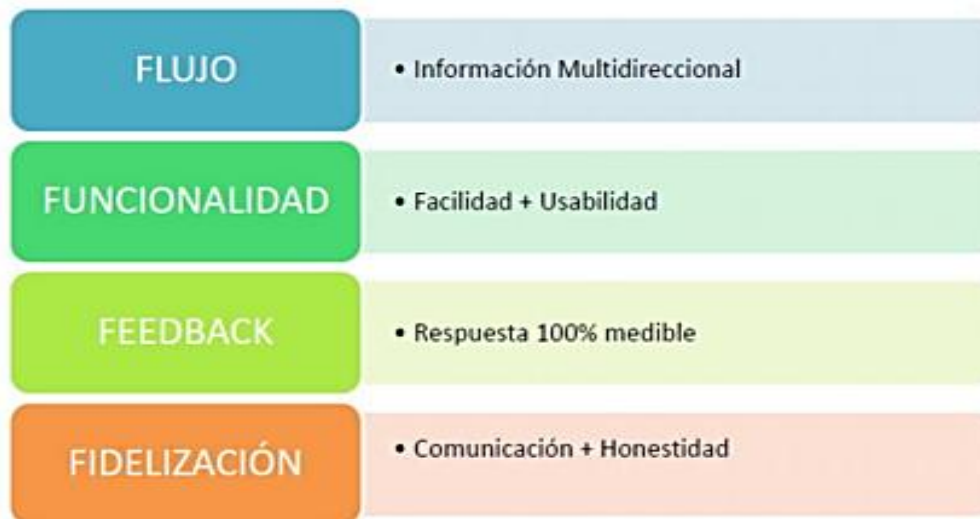 FLUJO
• Información Multidireccional
FUNCIONALIDAD
• Facilidad + Usabilidad
FEEDBACK
• Respuesta 100% medible
FIDELIZACIÓN
• Comunicación + Honestidad